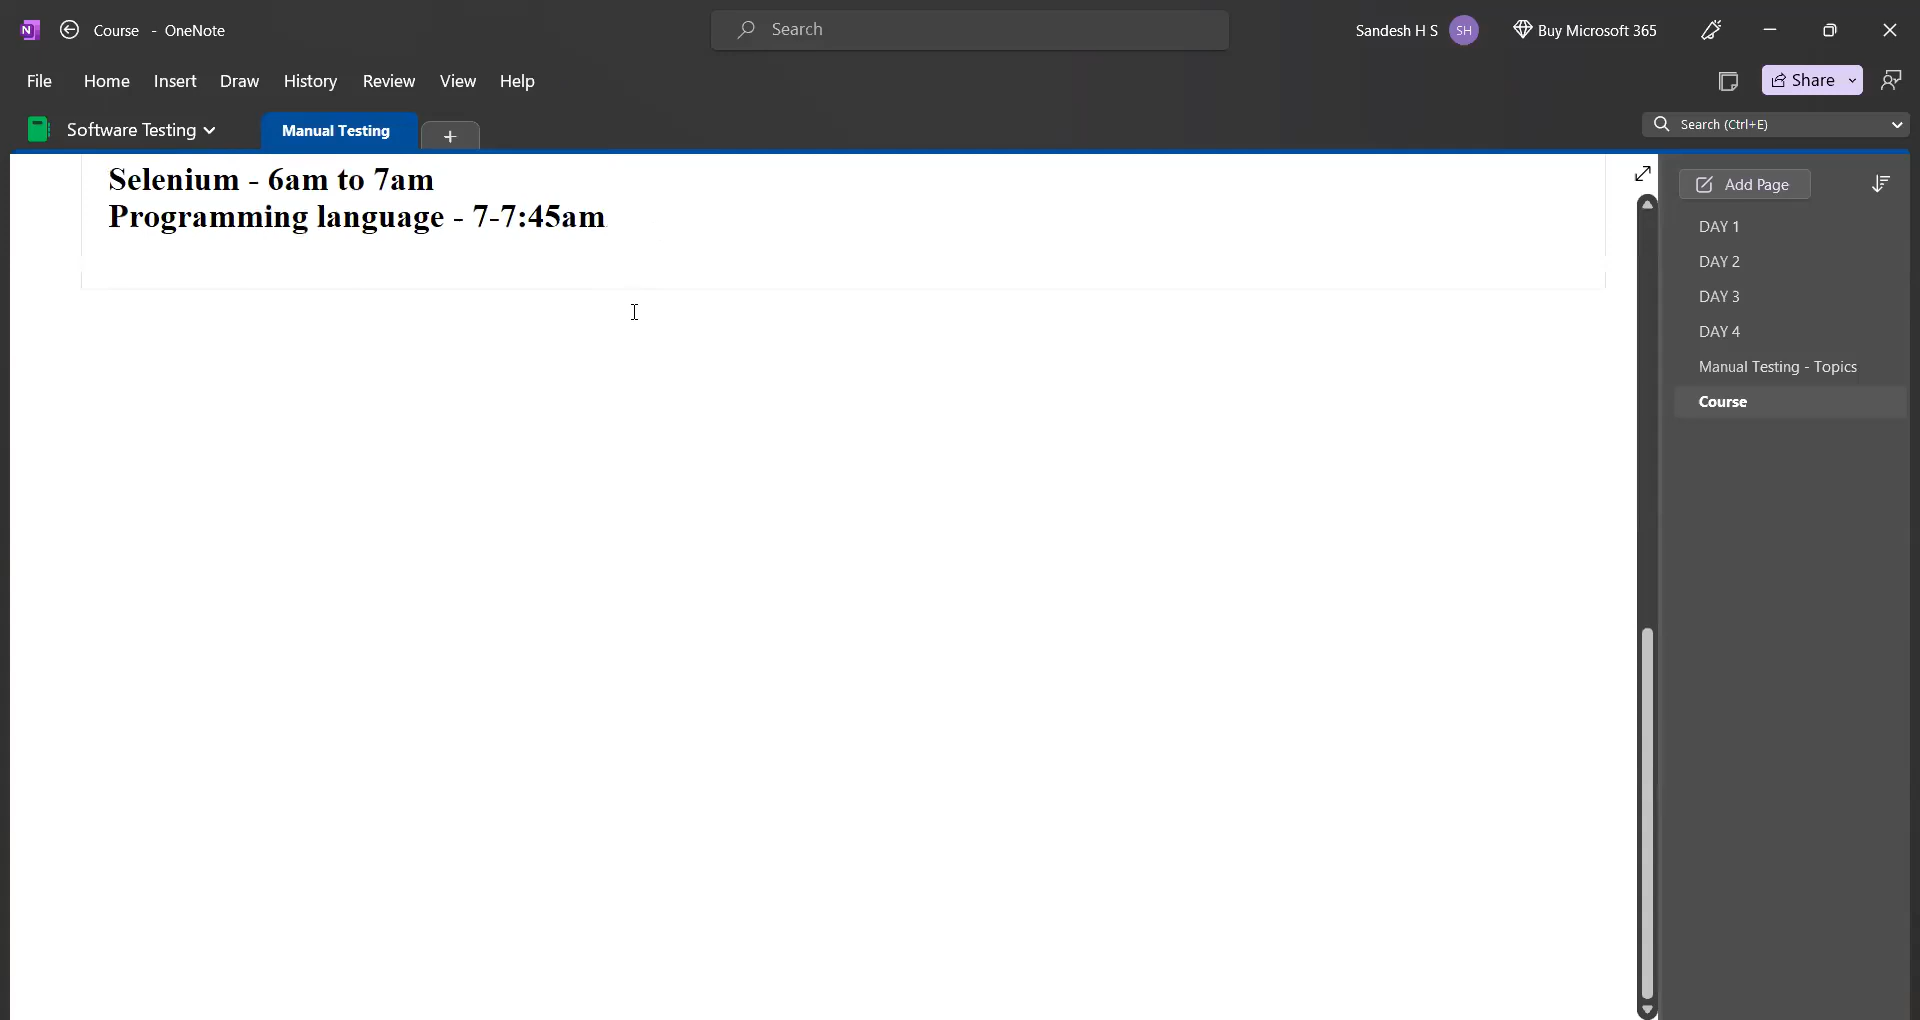 Course - OneNote
Search
Sandesh H S
SH
Buy Microsoft 365
File
Home
Insert
Draw
History
Review
View
Help
Share
Software Testing
Manual Testing
+
Search (Ctrl+E)
Selenium - 6am to 7am
Programming language - 7-7:45am
Add Page
DAY 1
DAY 2
DAY 3
DAY 4
Manual Testing - Topics
Course